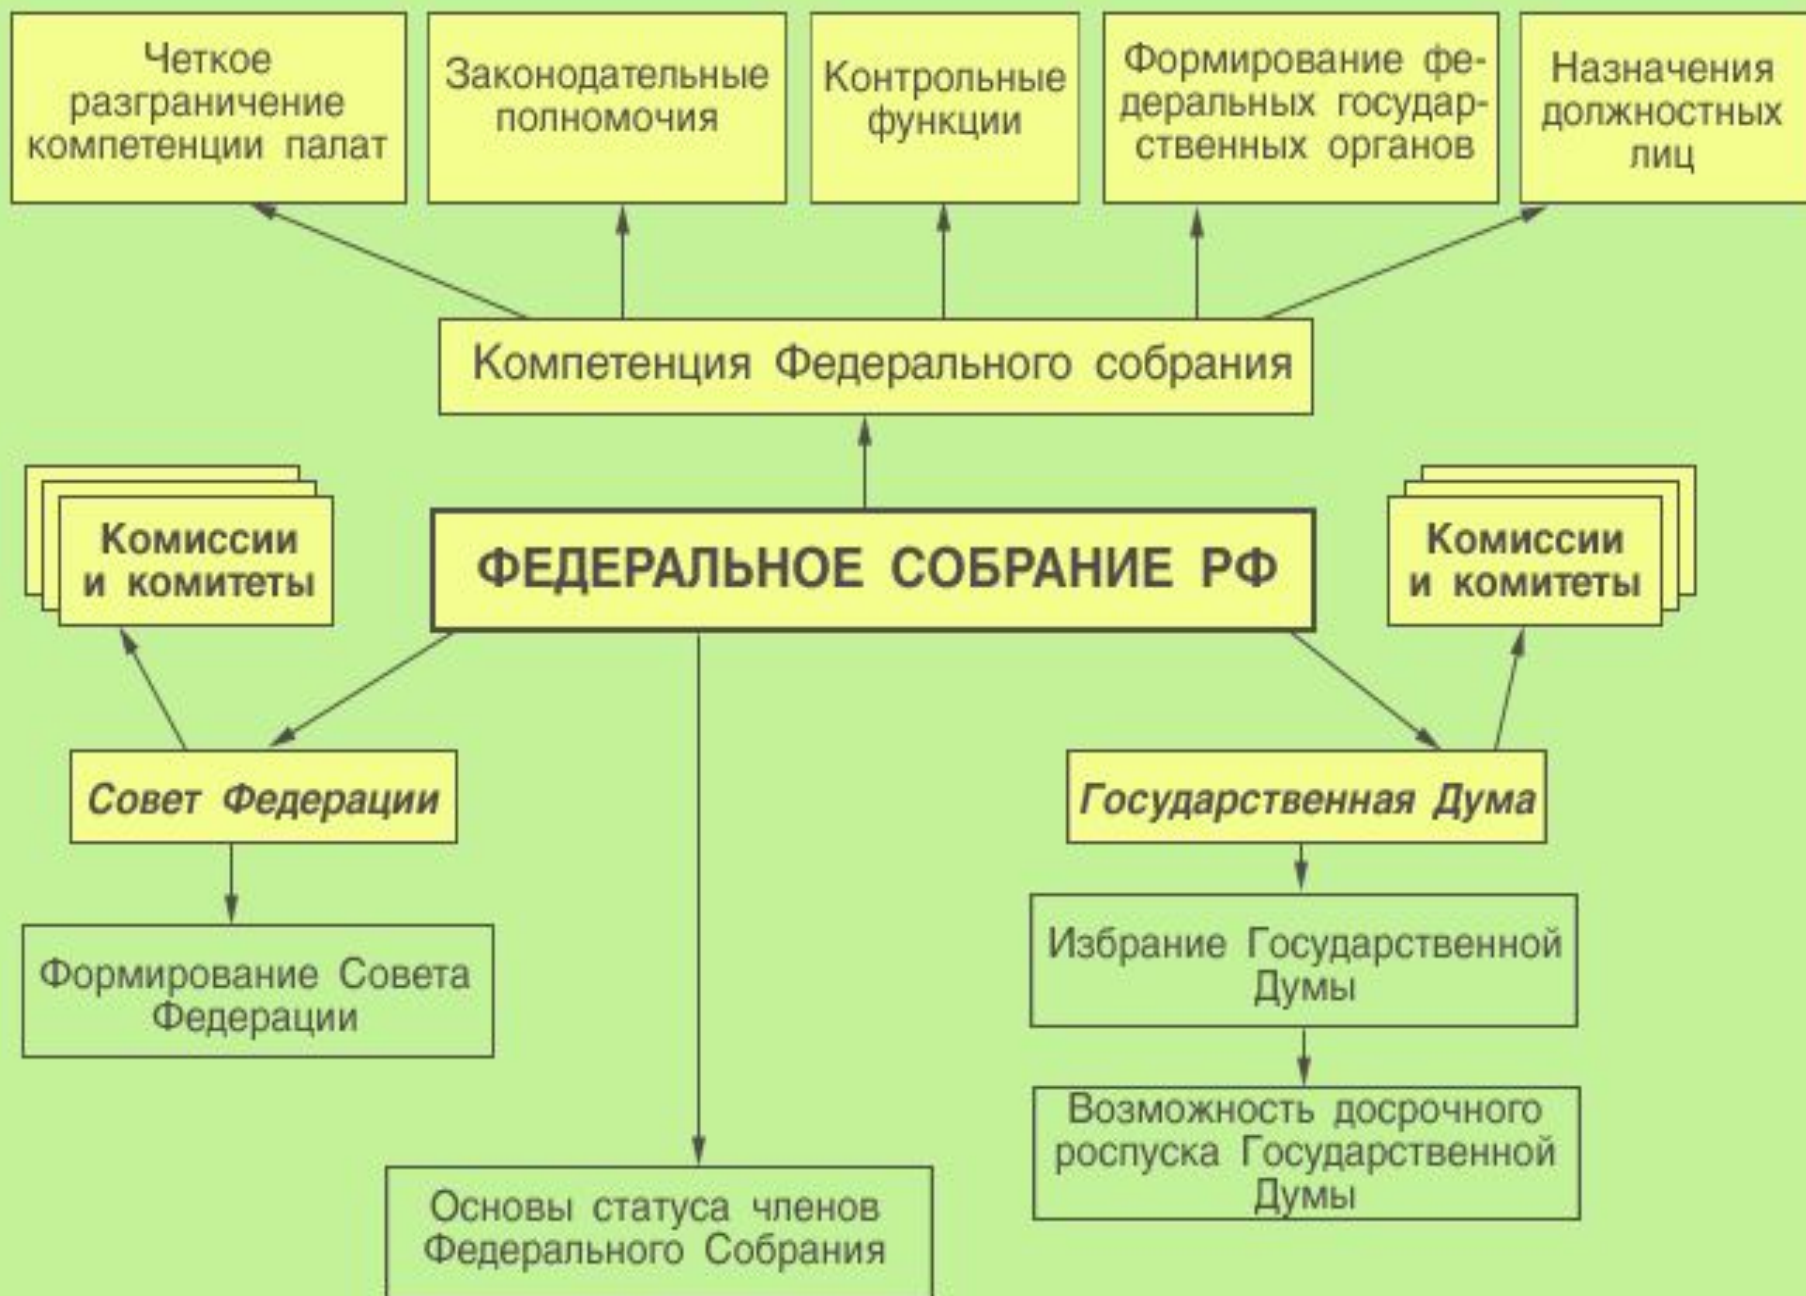 Четкое
разграничение
компетенции палат
Законодательные
полномочия
Контрольные
функции
Формирование фе-
деральных государ-
ственных органов
Назначения
должностных
лиц
Компетенция Федерального собрания
Комиссии
и комитеты
ФЕДЕРАЛЬНОЕ СОБРАНИЕ РФ
Комиссии
и комитеты
Совет Федерации
Государственная Дума
Формирование Совета
Федерации
Избрание Государственной
Думы
Возможность досрочного
роспуска Государственной
Думы
Основы статуса членов
Федерального Собрания